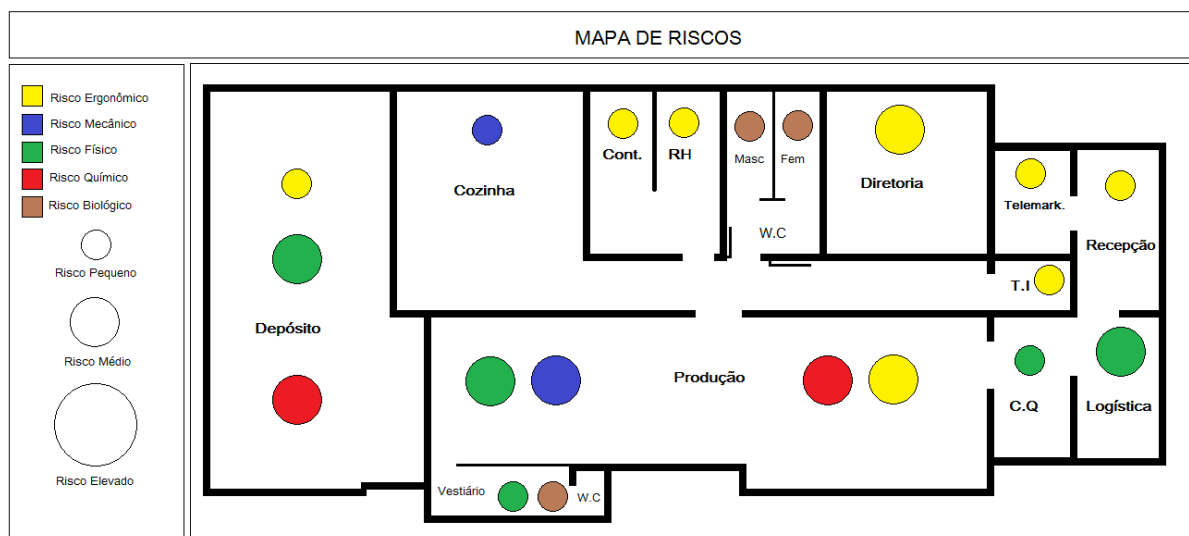 MAPA DE RISCOS
Risco Ergonômico
Risco Mecânico
Risco Físico
Risco Químico
Risco Biológico
Risco Pequeno
Risco Médio
Risco Elevado
Depósito
Cozinha
Cont.
RH
Masc
Fem
W.C
Diretoria
Telemark.
Recepção
T.I
Produção
C.Q
Logística
Vestiário
W.C